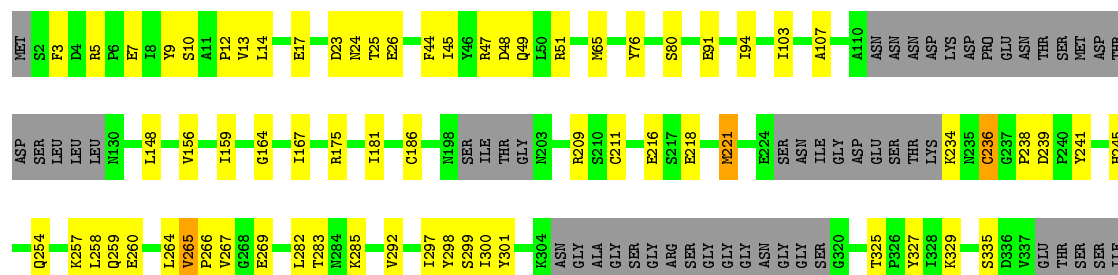 MET S2 F3 D4 R5 P6 E7 I8 Y9 S10 A11 P12 V13 L14 E17 D23 N24 T25 E26 F44 I45 Y46 R47 D48 Q49 L50 R51 M65 Y76 S80 E91 I94 I103 A107 A110 ASN ASN ASN ASP LYS ASP PRO GLU ASN THR SER MET ASP THR
ASP SER LEU LEU LEU N130 L148 V156 I159 G164 I167 R175 I181 C186 N198 SER ILE THR GLY N203 R209 S210 C211 E216 S217 E218 M221 E224 SER ASN ILE GLY ASP GLU SER THR LYS K234 N235 C236 G237 P238 D239 P240 Y241 H245
Q254 K257 L258 Q259 E260 L264 V265 P266 V267 G268 E269 L282 T283 N284 K285 V292 I297 Y298 S299 I300 Y301 K304 ASN GLY ALA GLY SER GLY ARG SER GLY GLY GLY ASN GLY GLY SER G320 T325 P326 Y327 I328 K329 S335 D336 V337 GLU THR SER SER